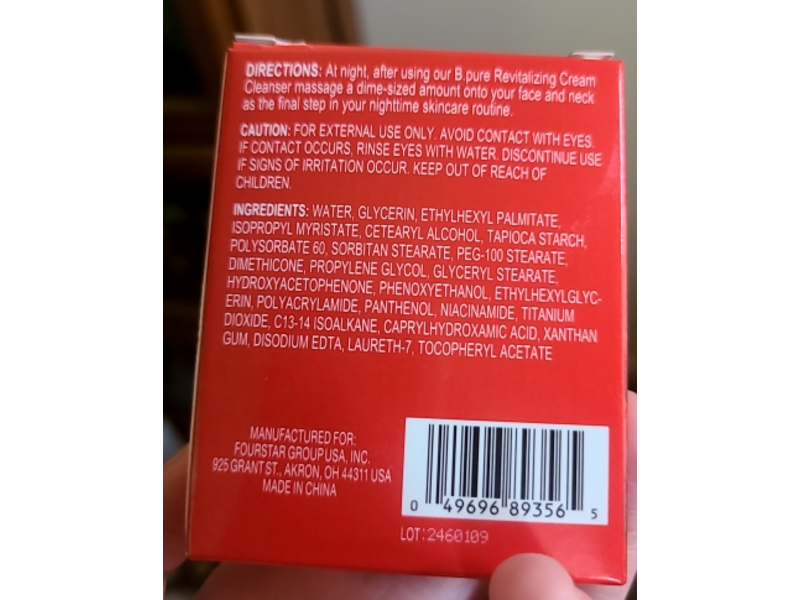 DIRECTIONS: At night, after using our B.pure Revitalizing Cream
Cleanser massage a dime-sized amount onto your face and neck
as the final step in your nighttime skincare routine.
CAUTION: FOR EXTERNAL USE ONLY. AVOID CONTACT WITH EYES.
IF CONTACT OCCURS, RINSE EYES WITH WATER. DISCONTINUE USE
IF SIGNS OF IRRITATION OCCUR. KEEP OUT OF REACH OF
CHILDREN.
INGREDIENTS: WATER, GLYCERIN, ETHYLHEXYL PALMITATE,
ISOPROPYL MYRISTATE, CETEARYL ALCOHOL, TAPIOCA STARCH,
POLYSORBATE 60, SORBITAN STEARATE, PEG-100 STEARATE,
DIMETHICONE, PROPYLENE GLYCOL, GLYCERYL STEARATE,
HYDROXYACETOPHENONE, PHENOXYETHANOL, ETHYLHEXYLGLYC-
ERIN, POLYACRYLAMIDE, PANTHENOL, NIACINAMIDE, TITANIUM
DIOXIDE, C13-14 ISOALKANE, CAPRYLHYDROXAMIC ACID, XANTHAN
GUM, DISODIUM EDTA, LAURETH-7, TOCOPHERYL ACETATE
MANUFACTURED FOR:
FOURSTAR GROUP USA, INC.
925 GRANT ST., AKRON, OH 44311 USA
MADE IN CHINA
0 49696 89356 5
LOT:2460109